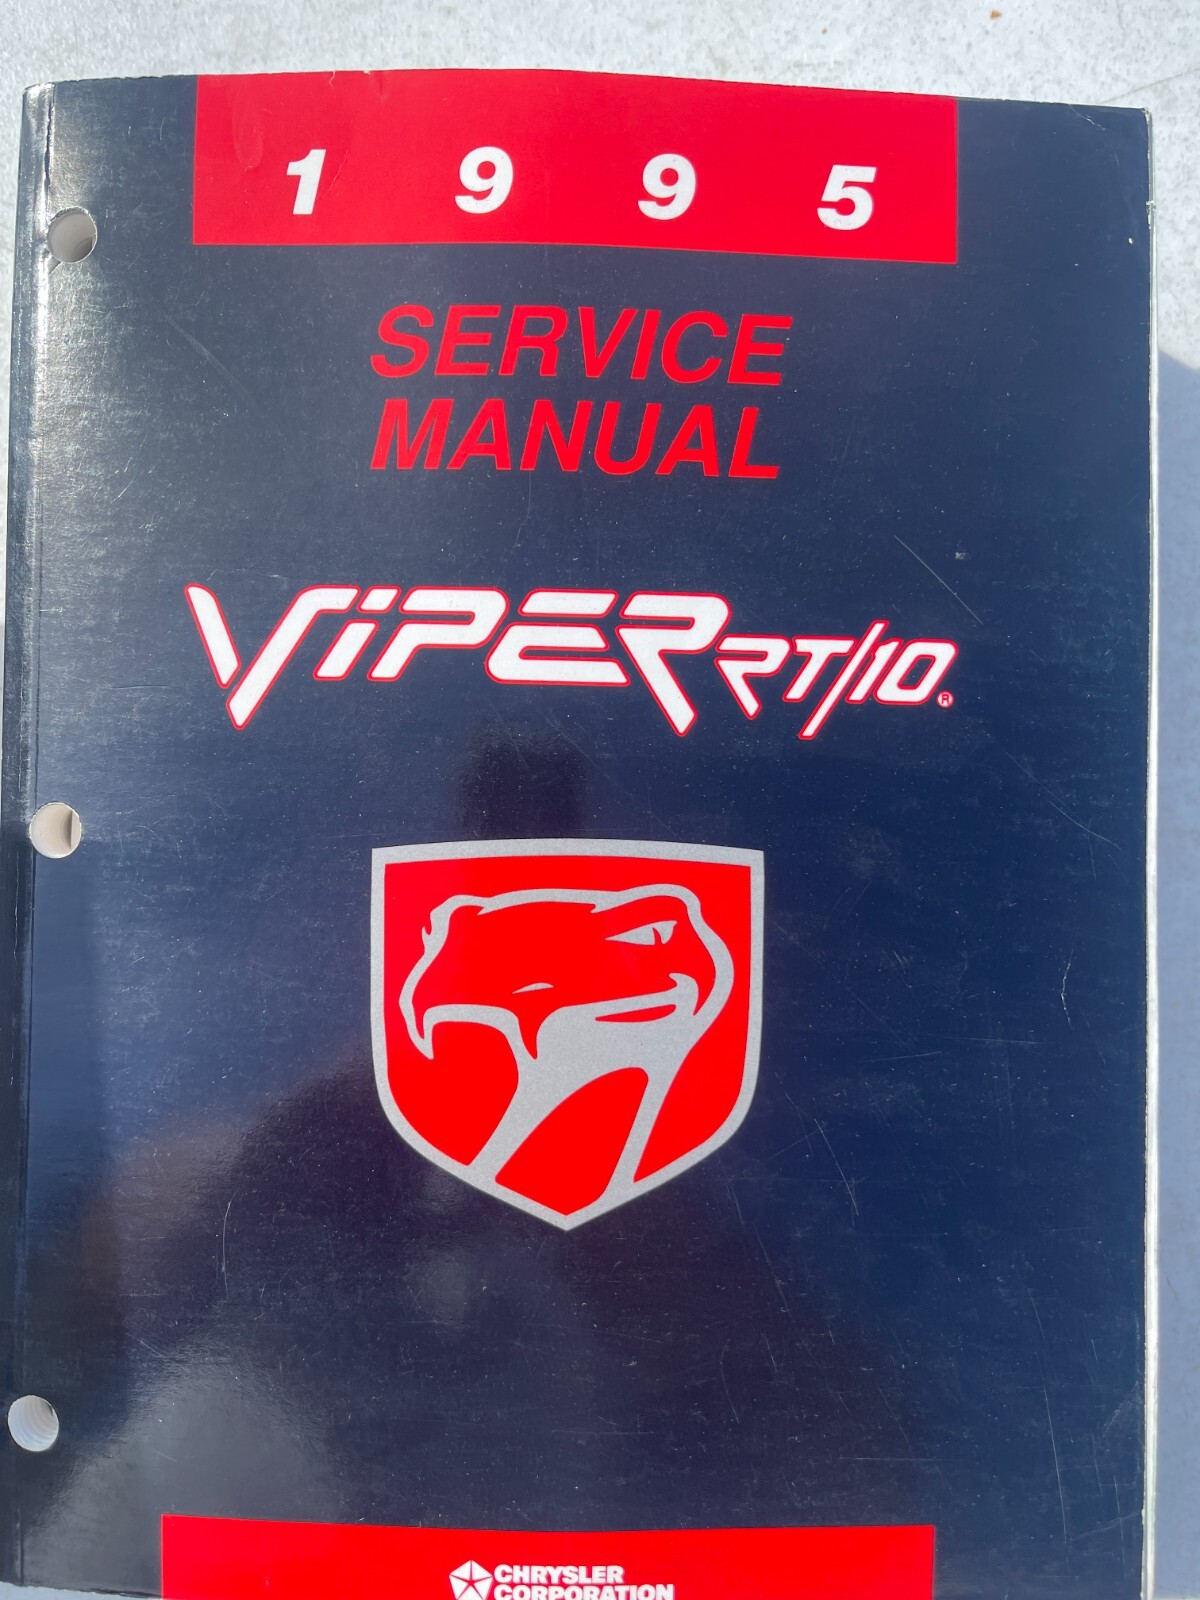 1 9 9 5
SERVICE
MANUAL
ViPER RT/10®
CHRYSLER
CORPORATION